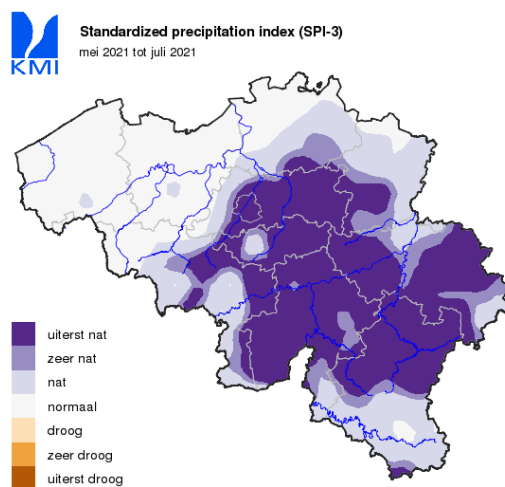 KMI
Standardized precipitation index (SPI-3)
mei 2021 tot juli 2021
uiterst nat
zeer nat
nat
normaal
droog
zeer droog
uiterst droog